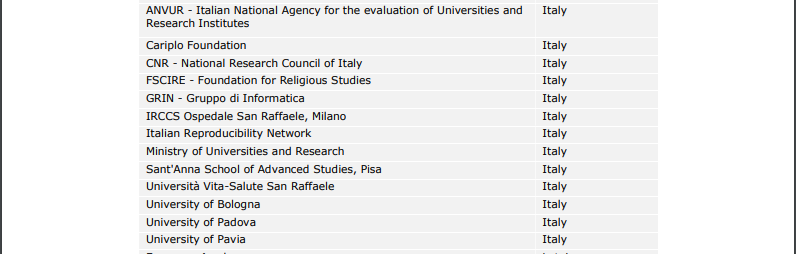 ANVUR - Italian National Agency for the evaluation of Universities and Italy
Research Institutes
Cariplo Foundation Italy
CNR - National Research Council of Italy Italy
FSCIRE - Foundation for Religious Studies Italy
GRIN - Gruppo di Informatica Italy
IRCCS Ospedale San Raffaele, Milano Italy
Italian Reproducibility Network Italy
Ministry of Universities and Research Italy
Sant'Anna School of Advanced Studies, Pisa Italy
Università Vita-Salute San Raffaele Italy
University of Bologna Italy
University of Padova Italy
University of Pavia Italy